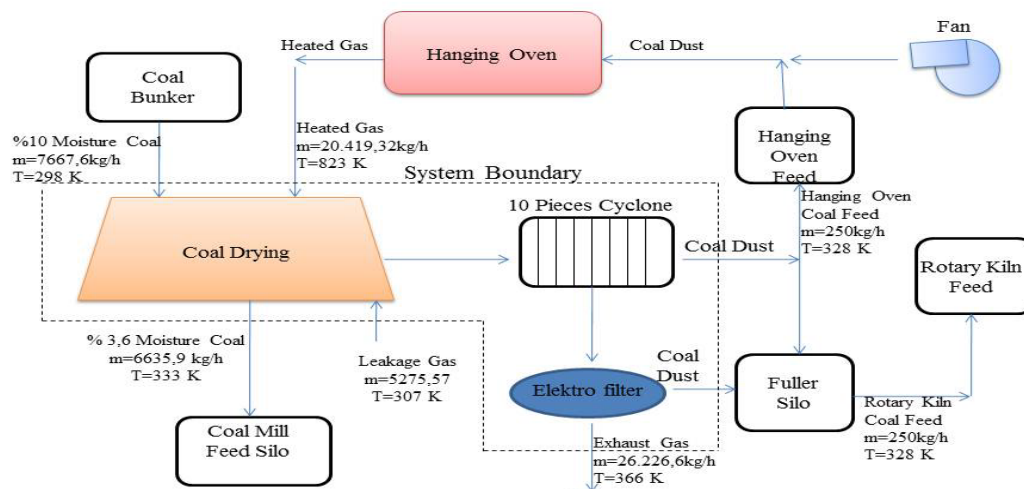 Fan
Heated Gas
Hanging Oven
Coal Dust
Coal
Bunker
%10 Moisture Coal
m=7667,6kg/h
T=298 K
Heated Gas
m=20.419,32kg/h
T=823 K
Hanging
Oven
Feed
System Boundary
10 Pieces Cyclone
Hanging Oven
Coal Feed
m=250kg/h
T=328 K
Coal Drying
Coal Dust
Rotary Kiln
Feed
% 3,6 Moisture Coal
m=6635,9 kg/h
T=333 K
Leakage Gas
m=5275,57
T=307 K
Coal
Dust
Elektro filter
Fuller
Silo
Coal Mill
Feed Silo
Exhaust Gas
m=26.226,6kg/h
T=366 K
Rotary Kiln
Coal Feed
m=250kg/h
T=328 K